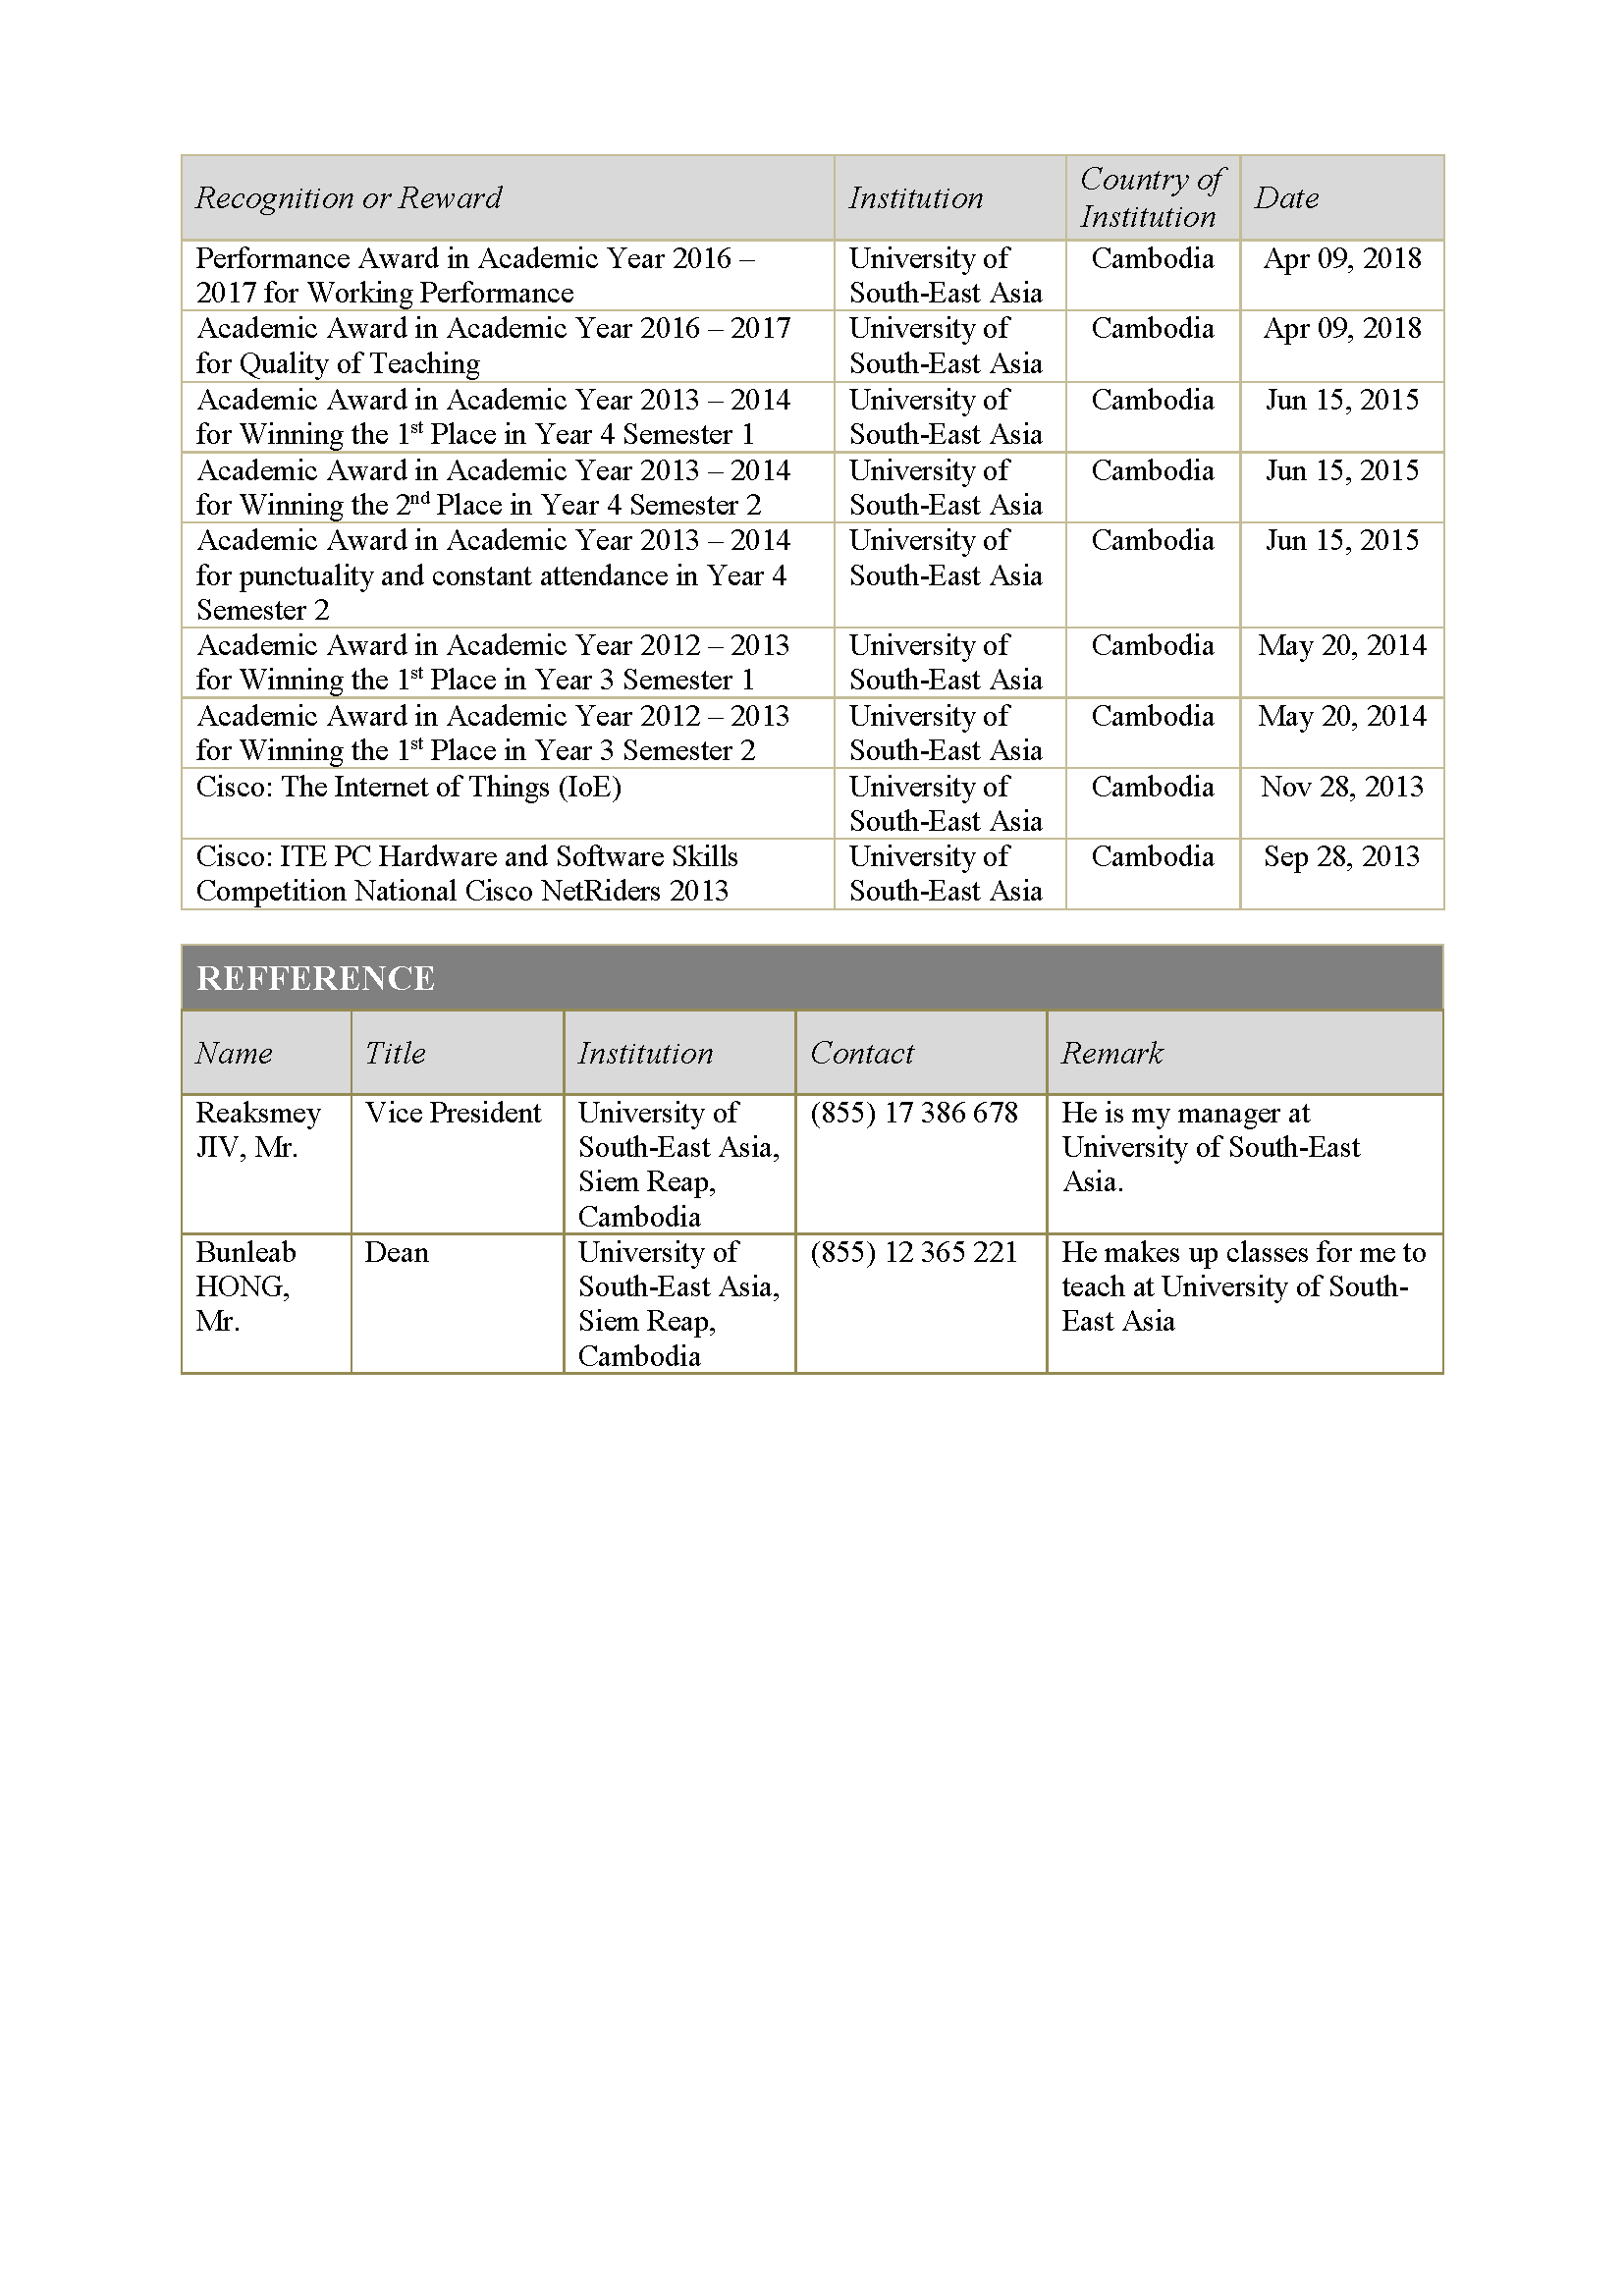 Recognition or Reward Institution Country of Institution Date
Performance Award in Academic Year 2016 –
2017 for Working Performance
University of
South-East Asia
Cambodia
Apr 09, 2018
Academic Award in Academic Year 2016 – 2017
for Quality of Teaching
University of
South-East Asia
Cambodia
Apr 09, 2018
Academic Award in Academic Year 2013 – 2014
for Winning the 1st Place in Year 4 Semester 1
University of
South-East Asia
Cambodia
Jun 15, 2015
Academic Award in Academic Year 2013 – 2014
for Winning the 2nd Place in Year 4 Semester 2
University of
South-East Asia
Cambodia
Jun 15, 2015
Academic Award in Academic Year 2013 – 2014
for punctuality and constant attendance in Year 4
Semester 2
University of
South-East Asia
Cambodia
Jun 15, 2015
Academic Award in Academic Year 2012 – 2013
for Winning the 1st Place in Year 3 Semester 1
University of
South-East Asia
Cambodia
May 20, 2014
Academic Award in Academic Year 2012 – 2013
for Winning the 1st Place in Year 3 Semester 2
University of
South-East Asia
Cambodia
May 20, 2014
Cisco: The Internet of Things (IoE)
University of
South-East Asia
Cambodia
Nov 28, 2013
Cisco: ITE PC Hardware and Software Skills
Competition National Cisco NetRiders 2013
University of
South-East Asia
Cambodia
Sep 28, 2013
REFFERENCE
Name Title Institution Contact Remark
Reaksmey
JIV, Mr.
Vice President
University of
South-East Asia,
Siem Reap,
Cambodia
(855) 17 386 678
He is my manager at
University of South-East
Asia.
Bunleab
HONG,
Mr.
Dean
University of
South-East Asia,
Siem Reap,
Cambodia
(855) 12 365 221
He makes up classes for me to
teach at University of South-
East Asia